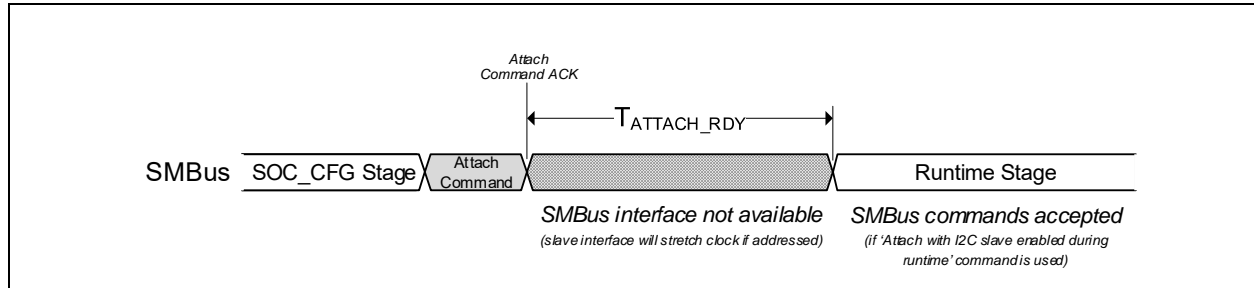 Attach
Command ACK
T_ATTACH_RDY
SMBus
SOC_CFG Stage
Attach
Command
Runtime Stage
SMBus interface not available
(slave interface will stretch clock if addressed)
SMBus commands accepted
(if ‘Attach with I2C slave enabled during
runtime’ command is used)